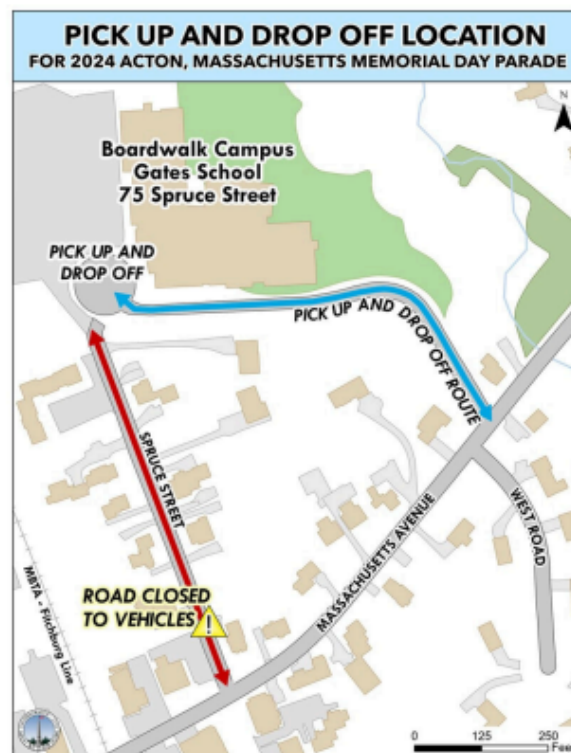 PICK UP AND DROP OFF LOCATION
FOR 2024 ACTON, MASSACHUSETTS MEMORIAL DAY PARADE
N
Boardwalk Campus
Gates School
75 Spruce Street
PICK UP AND
DROP OFF
PICK UP AND DROP OFF ROUTE
SPRUCE STREET
MASSACHUSETTS AVENUE
WEST ROAD
ROAD CLOSED
TO VEHICLES
!
MBTA - Fitchburg Line
0 125 250
Feet